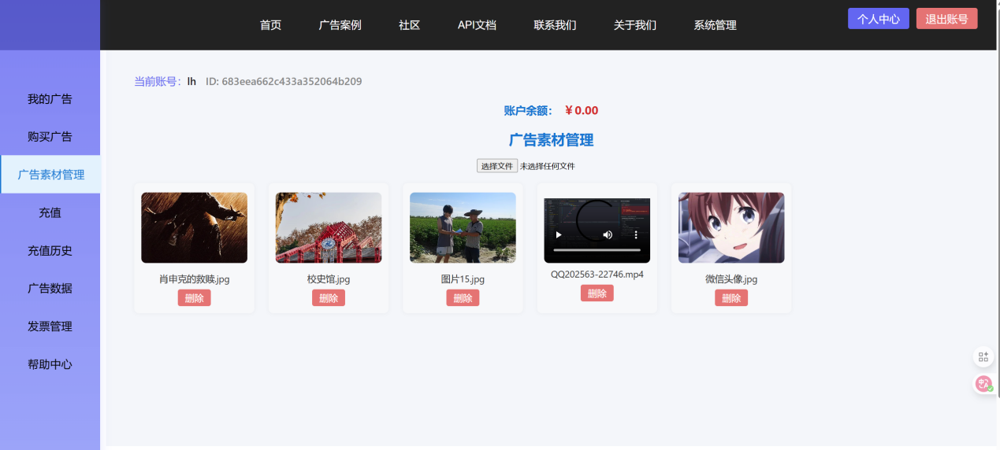 首页 广告案例 社区 API文档 联系我们 关于我们 系统管理 个人中心 退出账号
我的广告
购买广告
广告素材管理
充值
充值历史
广告数据
发票管理
帮助中心
当前账号：lh ID: 683eea662c433a352064b209
账户余额： ￥0.00
广告素材管理
选择文件 未选择任何文件
肖申克的救赎.jpg
删除
校史馆.jpg
删除
图片15.jpg
删除
QQ202563-22746.mp4
删除
微信头像.jpg
删除